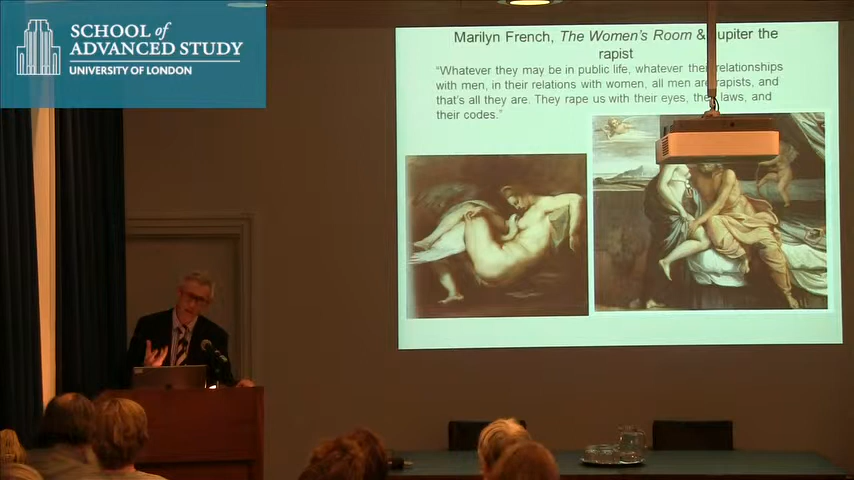 SCHOOL of
ADVANCED STUDY
UNIVERSITY OF LONDON
Marilyn French, The Women's Room & Jupiter the
rapist
"Whatever they may be in public life, whatever their relationships
with men, in their relations with women, all men are rapists, and
that's all they are. They rape us with their eyes, their laws, and
their codes."